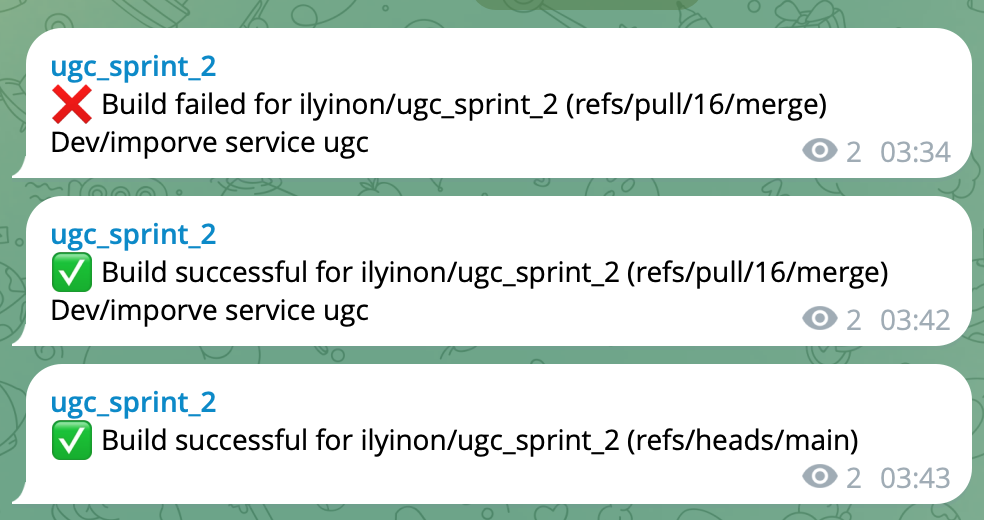 ugc_sprint_2
❌ Build failed for ilyinon/ugc_sprint_2 (refs/pull/16/merge)
Dev/imporve service ugc
2 03:34
ugc_sprint_2
✅ Build successful for ilyinon/ugc_sprint_2 (refs/pull/16/merge)
Dev/imporve service ugc
2 03:42
ugc_sprint_2
✅ Build successful for ilyinon/ugc_sprint_2 (refs/heads/main)
2 03:43